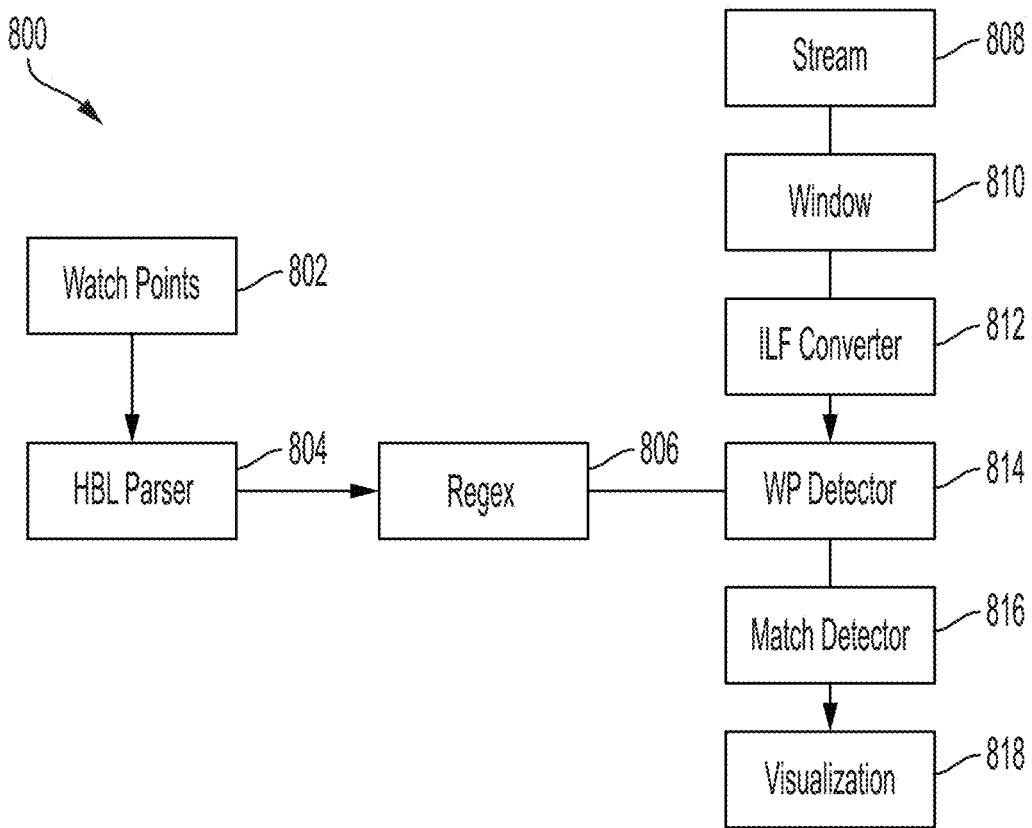 800
Stream 808
Window 810
Watch Points 802
ILF Converter 812
HBL Parser 804
Regex 806
WP Detector 814
Match Detector 816
Visualization 818